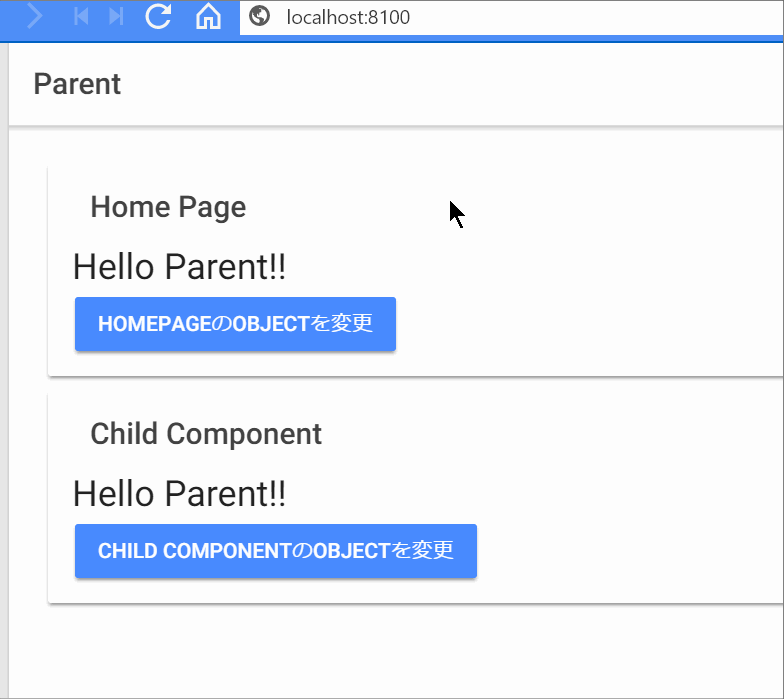 localhost:8100
Parent
Home Page
Hello Parent!!
HOMEPAGEのOBJECTを変更
Child Component
Hello Parent!!
CHILD COMPONENTのOBJECTを変更